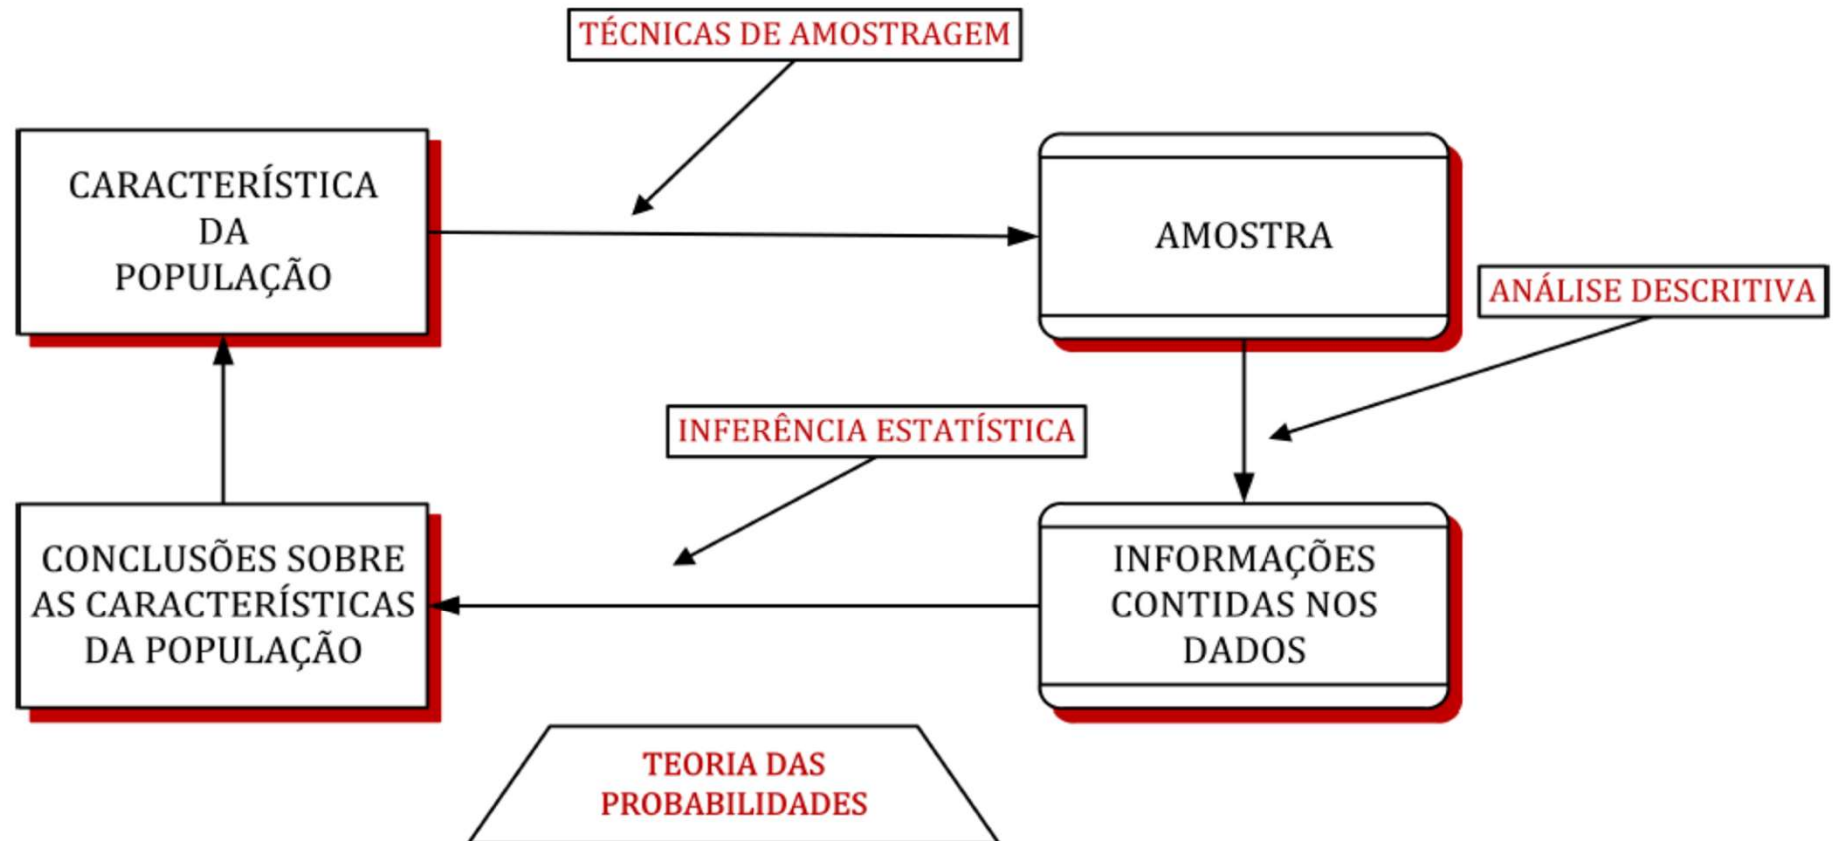 TÉCNICAS DE AMOSTRAGEM
CARACTERÍSTICA
DA
POPULAÇÃO
AMOSTRA
ANÁLISE DESCRITIVA
INFERÊNCIA ESTATÍSTICA
CONCLUSÕES SOBRE
AS CARACTERÍSTICAS
DA POPULAÇÃO
INFORMAÇÕES
CONTIDAS NOS
DADOS
TEORIA DAS
PROBABILIDADES